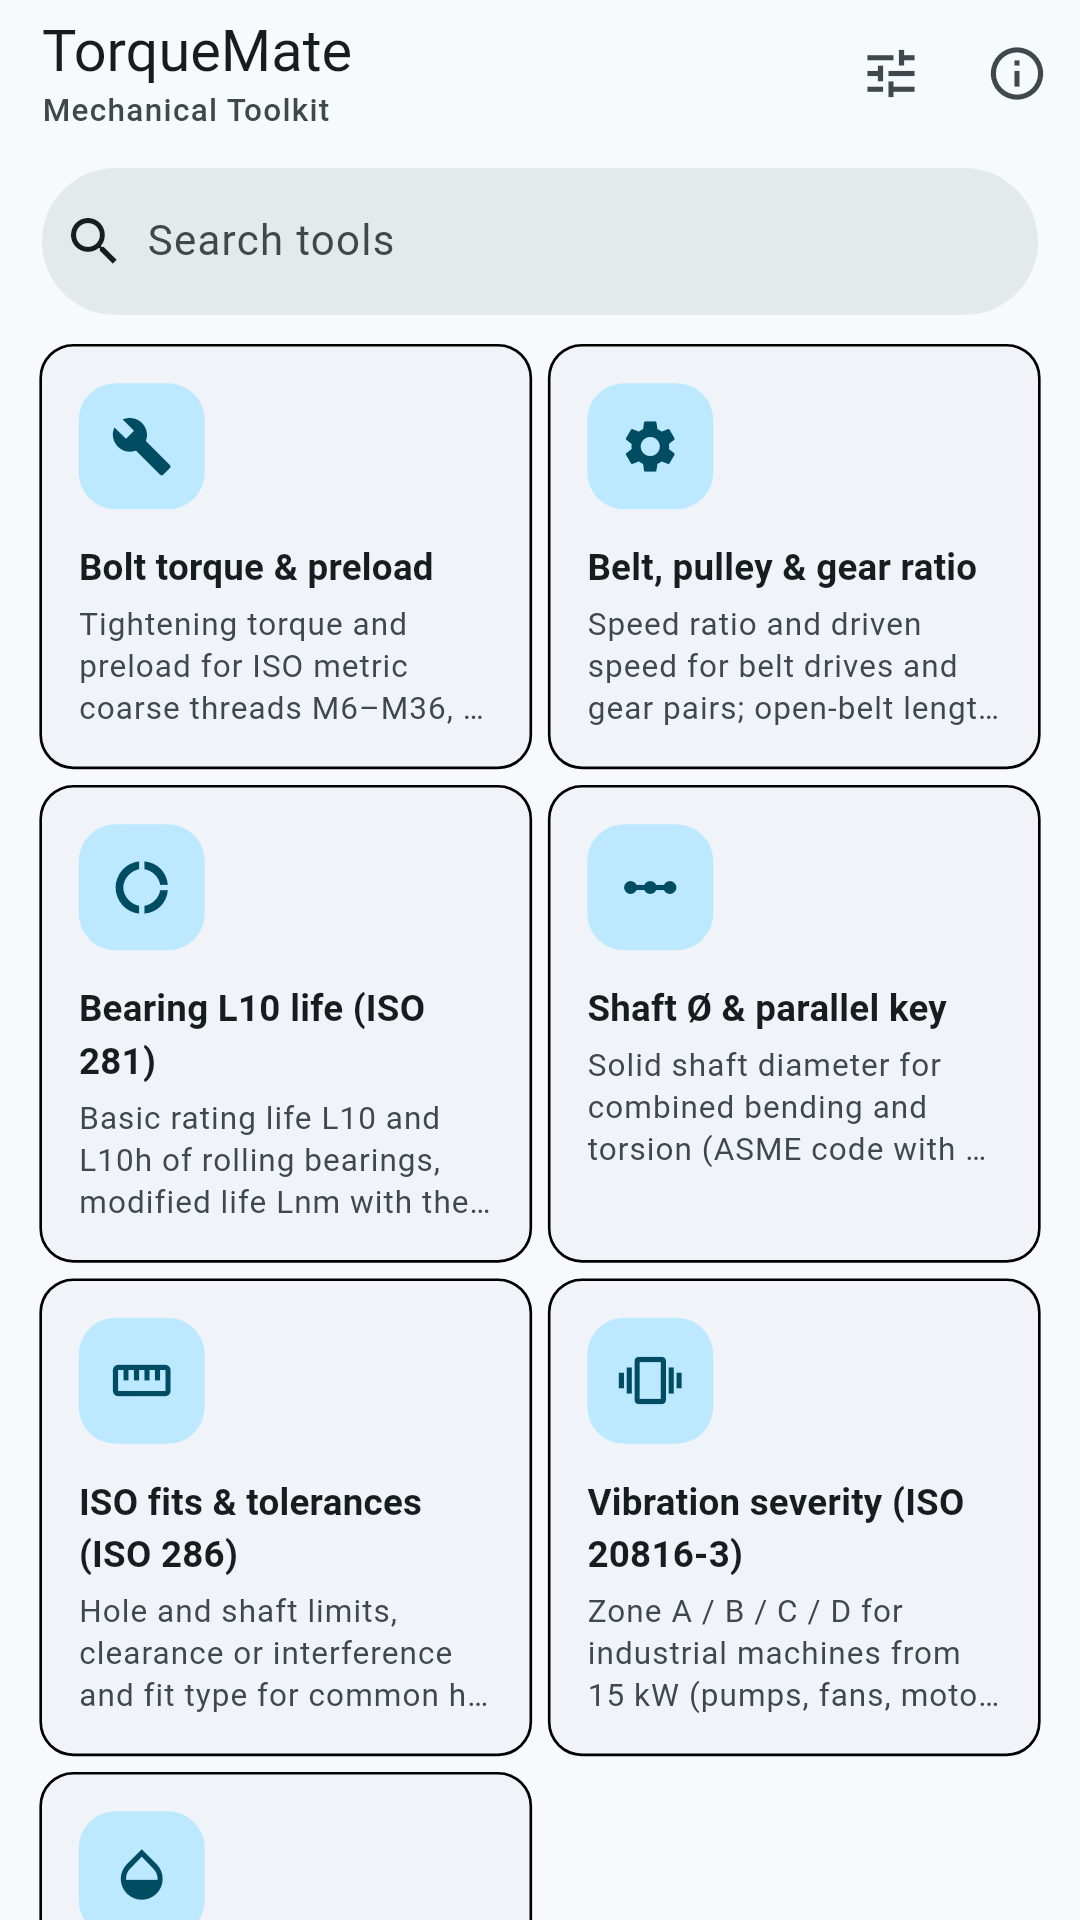 TorqueMate
Mechanical Toolkit
Search tools
Bolt torque & preload
Tightening torque and
preload for ISO metric
coarse threads M6–M36, …
Belt, pulley & gear ratio
Speed ratio and driven
speed for belt drives and
gear pairs; open-belt lengt…
Bearing L10 life (ISO
281)
Basic rating life L10 and
L10h of rolling bearings,
modified life Lnm with the…
Shaft Ø & parallel key
Solid shaft diameter for
combined bending and
torsion (ASME code with …
ISO fits & tolerances
(ISO 286)
Hole and shaft limits,
clearance or interference
and fit type for common h…
Vibration severity (ISO
20816-3)
Zone A / B / C / D for
industrial machines from
15 kW (pumps, fans, moto…